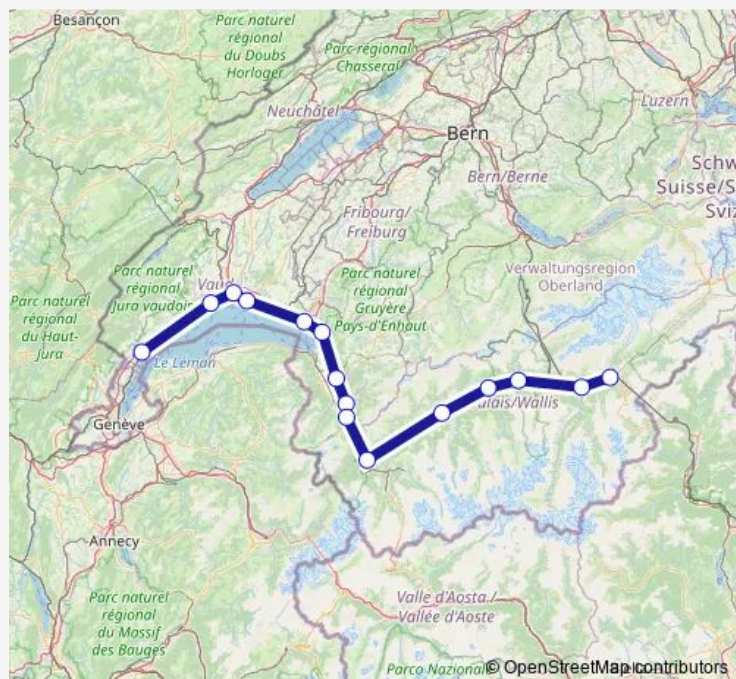 Besançon
Parc naturel
régional
du Doubs
Horloger
Parc régional
Chasseral
Neuchâtel
Bern
Luzern
Bern/Berne
Schw
Suisse/S
Sviz
Fribourg/
Freiburg
Verwaltungsregion
Oberland
Parc naturel
régional
Jura vaudois
Vau
Parc naturel
régional
Gruyère
Pays-d'Enhaut
Parc naturel
régional
du Haut-
Jura
Le Léman
Genève
alais/Wallis
Annecy
Parc naturel
régional
du Massif
des Bauges
Valle d'Aosta /
Vallée d'Aoste
Parco Nazional
© OpenStreetMap contributors